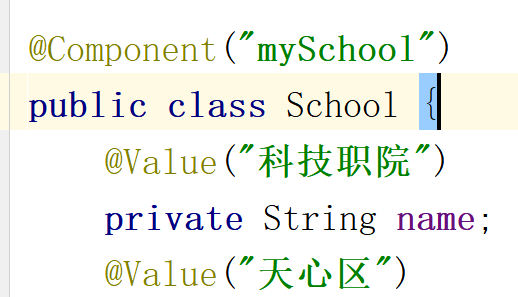 @Component("mySchool")
public class School {
@Value("科技职院")
private String name;
@Value("天心区")